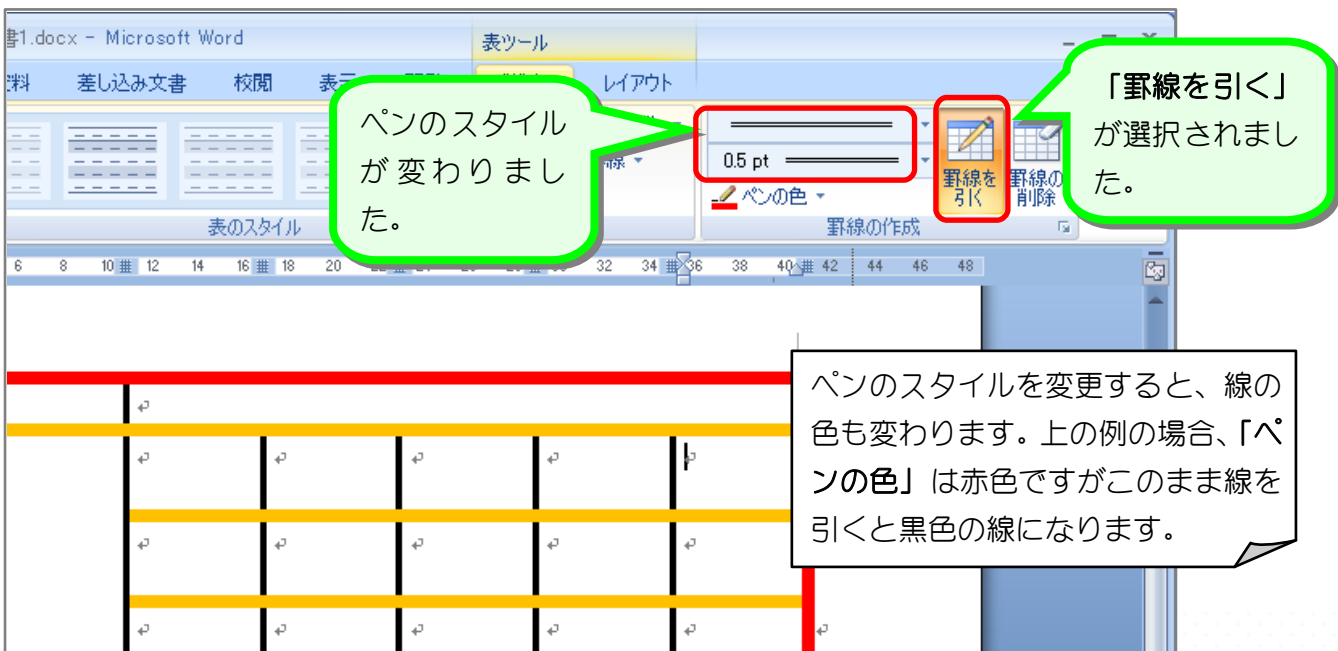 書1.docx - Microsoft Word
表ツール
資料 差し込み文書 校閲 表示 レイアウト
ペンのスタイル
が変わりまし
た。
「罫線を引く」
が選択されまし
た。
0.5 pt
ペンの色
罫線を
引く
罫線の
削除
表のスタイル
罫線の作成
6 8 10 12 14 16 18 20 32 34 36 38 40 42 44 46 48
ペンのスタイルを変更すると、線の
色も変わります。上の例の場合、「ペ
ンの色」は赤色ですがこのまま線を
引くと黒色の線になります。